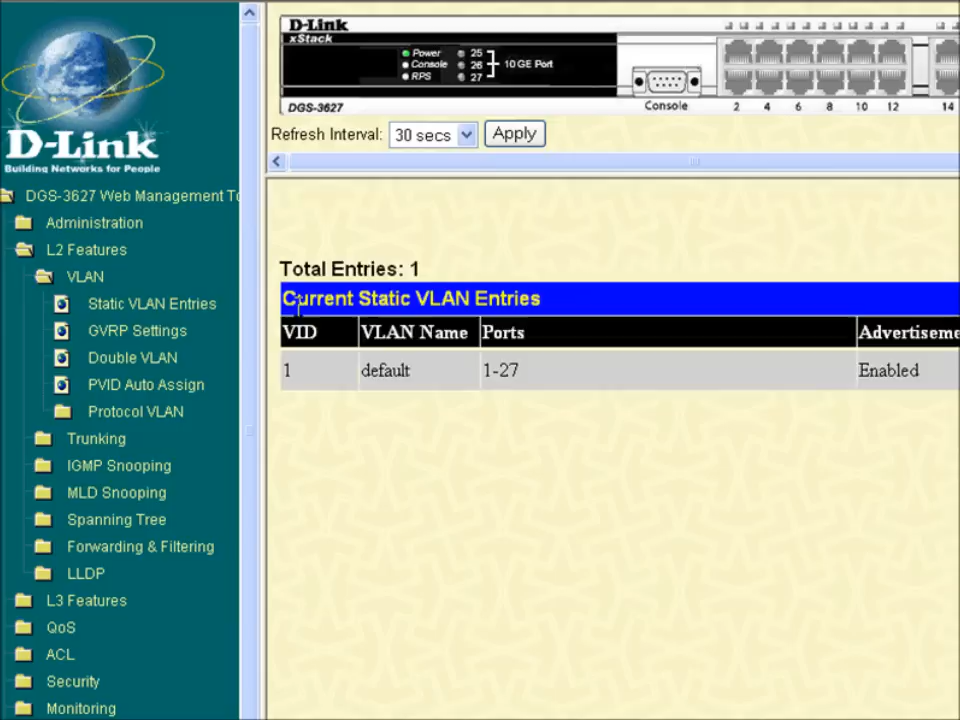 D-Link
Building Networks for People
DGS-3627 Web Management To
Administration
L2 Features
VLAN
Static VLAN Entries
GVRP Settings
Double VLAN
PVID Auto Assign
Protocol VLAN
Trunking
IGMP Snooping
MLD Snooping
Spanning Tree
Forwarding & Filtering
LLDP
L3 Features
QoS
ACL
Security
Monitoring
D-Link
xStack
Power 25
Console 26 10 GE Port
RPS 27
DGS-3627
Console 2 4 6 8 10 12 14
Refresh Interval: 30 secs Apply
Total Entries: 1
Current Static VLAN Entries
VID VLAN Name Ports Advertiseme
1 default 1-27 Enabled